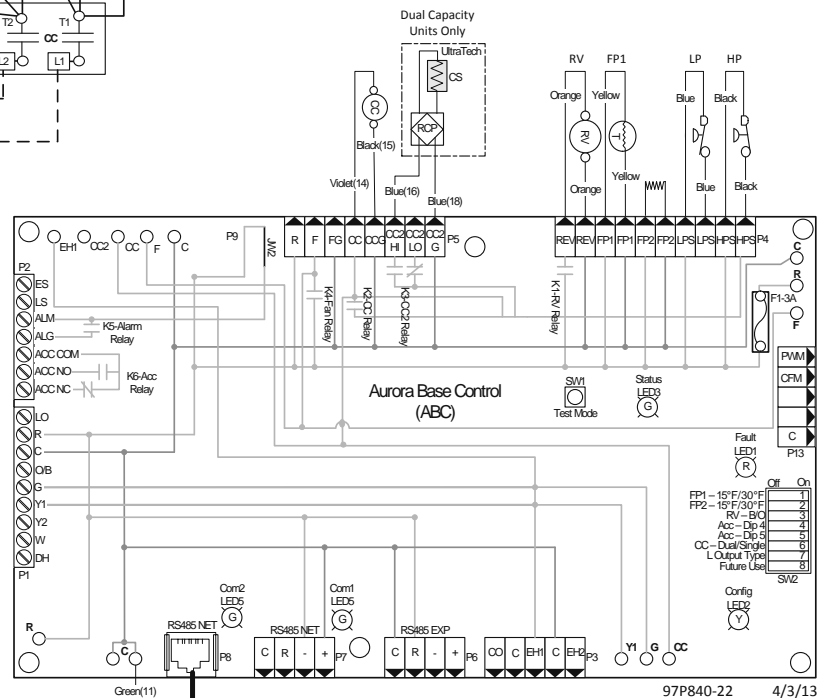 Dual Capacity
Units Only
T2 T1
CC
L2 L1
UltraTech
CS
RCP
CC
Black(15)
Violet(14)
Blue(16)
Blue(18)
RV FP1 LP HP
Orange Yellow Blue Black
RV T
Orange Yellow Blue Black
EH1 CC2 CC F C
P9
JW2
R F FG CC CCG CC2 HI CC2 LO CC2 G P5
REV REV FP1 FP1 FP2 FP2 LPS LPS HPS HPS P4
C
R
F1-3A
F
P2
ES
LS
ALM
ALG
ACC COM
ACC NO
ACC NC
K5-Alarm
Relay
K6-Acc
Relay
K4-Fan Relay
K2-CC Relay
K3-CC2 Relay
K1-RV Relay
Aurora Base Control
(ABC)
SW1
Test Mode
Status
LED3
G
PWM
CFM
C
P13
LO
R
C
O/B
G
Y1
Y2
W
DH
P1
Fault
LED1
R
Off On
FP1 – 15°F/30°F 1
FP2 – 15°F/30°F 2
RV – B/O 3
Acc – Dip 4 4
Acc – Dip 5 5
CC – Dual/Single 6
L Output Type 7
Future Use 8
SW2
Config
LED2
Y
Com2
LED5
G
Com1
LED5
G
R
C
RS485 NET
P8
RS485 NET
C R - + P7
RS485 EXP
C R - + P6
CO C EH1 C EH2 P3
Y1 G CC
Green(11)
97P840-22 4/3/13